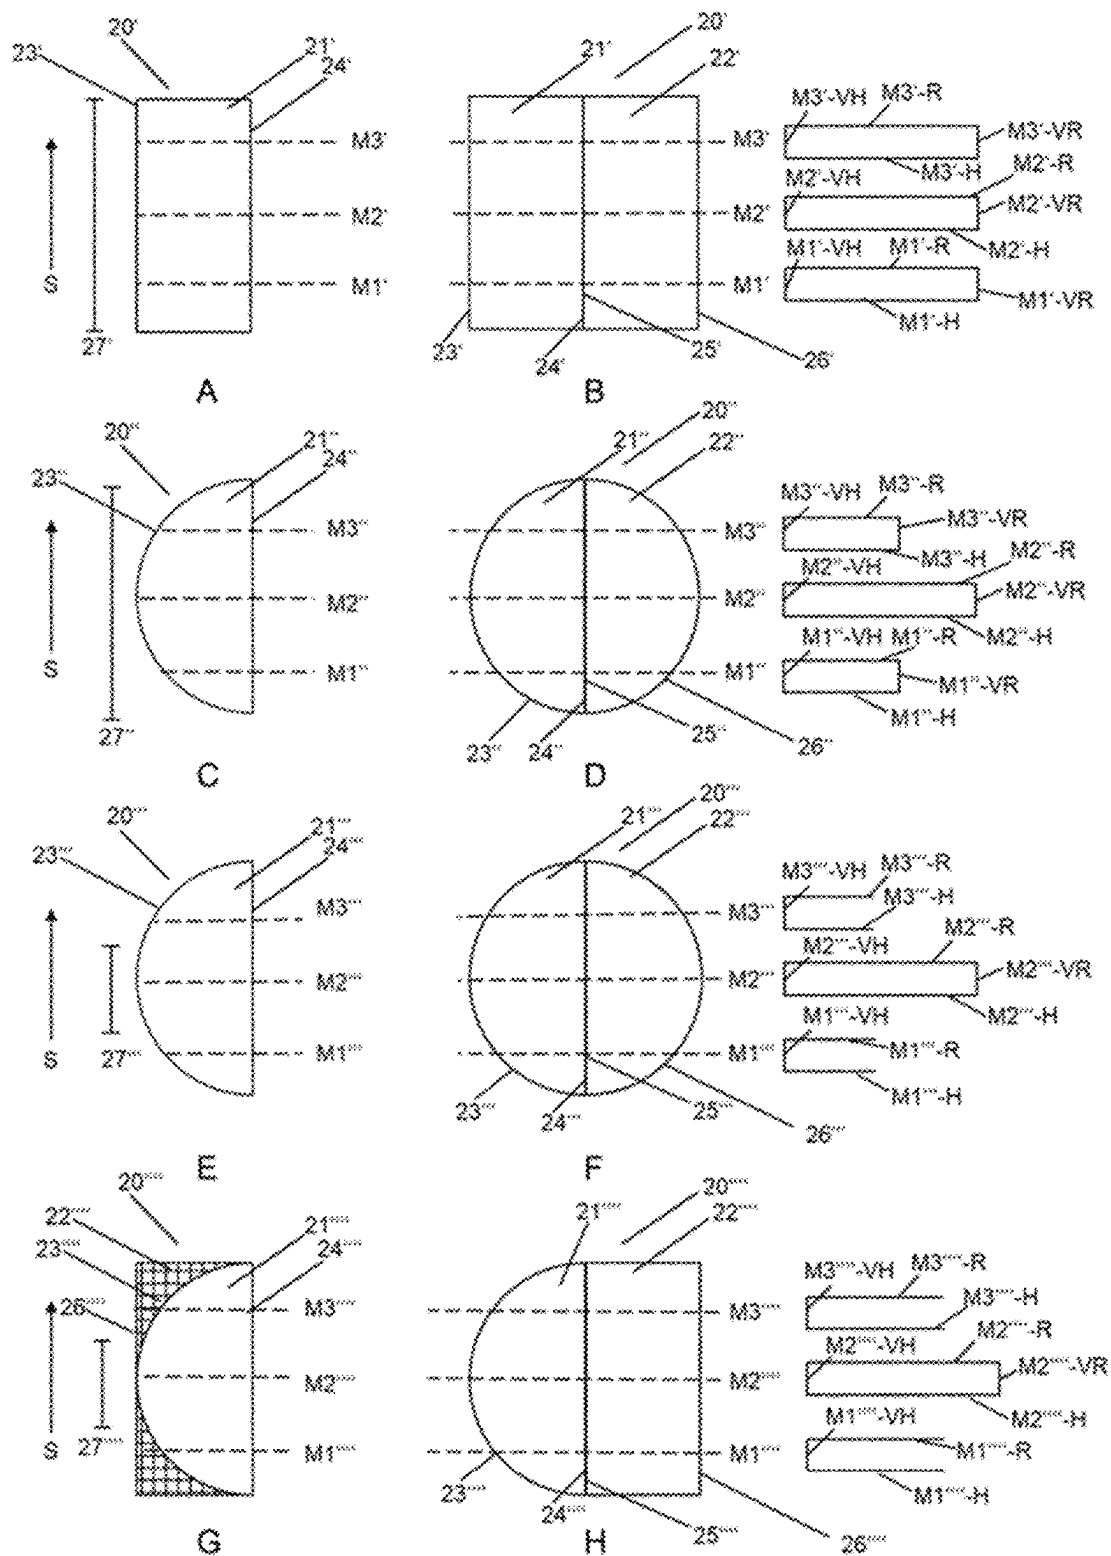 20' 21' 20'
23' 24' 21' 22' M3'-VH M3'-R
M3' M3' M3'-VR
M3'-H M2'-R
M2'-VH
M2' M2' M2'-VR
M1'-VH M1'-R M2'-H
S M1' M1' M1'-VR
M1'-H
27' 23' 24' 25' 26'
A B
20'' 21'' 20''
23'' 24'' 21'' 22'' M3''-VH M3''-R
M3'' M3'' M3''-VR
M3''-H M2''-R
M2''-VH
M2'' M2'' M2''-VR
M1''-VH M1''-R M2''-H
S M1'' M1'' M1''-VR
M1''-H
27'' 23'' 24'' 25'' 26''
C D
20''' 21''' 20'''
23''' 24''' 21''' 22''' M3'''-VH M3'''-R
M3''' M3''' M3'''-H
M2'''-VH M2'''-R
M2''' M2''' M2'''-VR
M1'''-VH M2'''-H
S 27''' M1''' M1''' M1'''-R
M1'''-H
23''' 24''' 25''' 26'''
E F
20'''' 20''''
22'''' 21'''' 21'''' 22''''
23'''' 24'''' M3''''-VH M3''''-R
26'''' M3'''' M3'''' M3''''-H
M2''''-VH M2''''-R
M2'''' M2'''' M2''''-VR
M1''''-VH M2''''-H
S 27'''' M1'''' M1'''' M1''''-R
M1''''-H
23'''' 24'''' 25'''' 26''''
G H